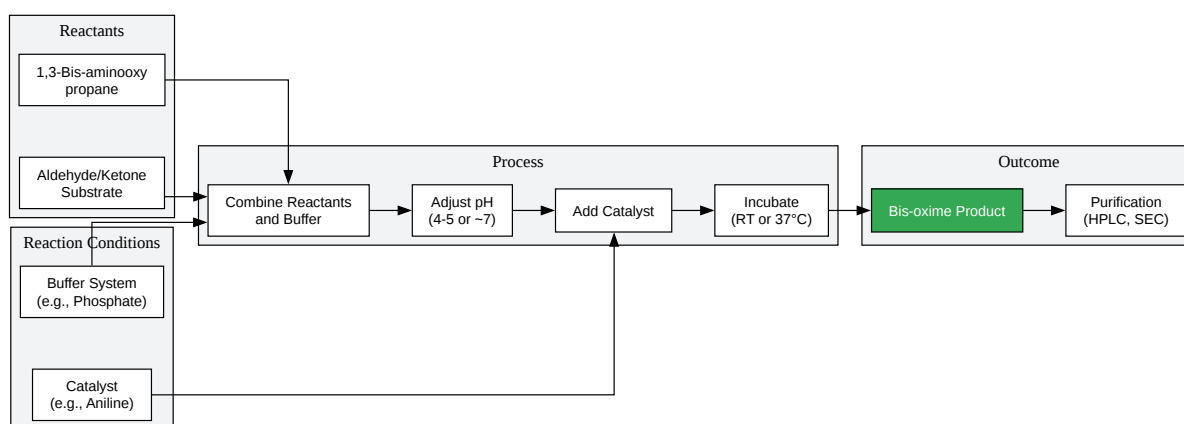 Reactants
1,3-Bis-aminooxy
propane
Aldehyde/Ketone
Substrate
Reaction Conditions
Buffer System
(e.g., Phosphate)
Catalyst
(e.g., Aniline)
Process
Combine Reactants
and Buffer
Adjust pH
(4-5 or ~7)
Add Catalyst
Incubate
(RT or 37°C)
Outcome
Bis-oxime Product
Purification
(HPLC, SEC)